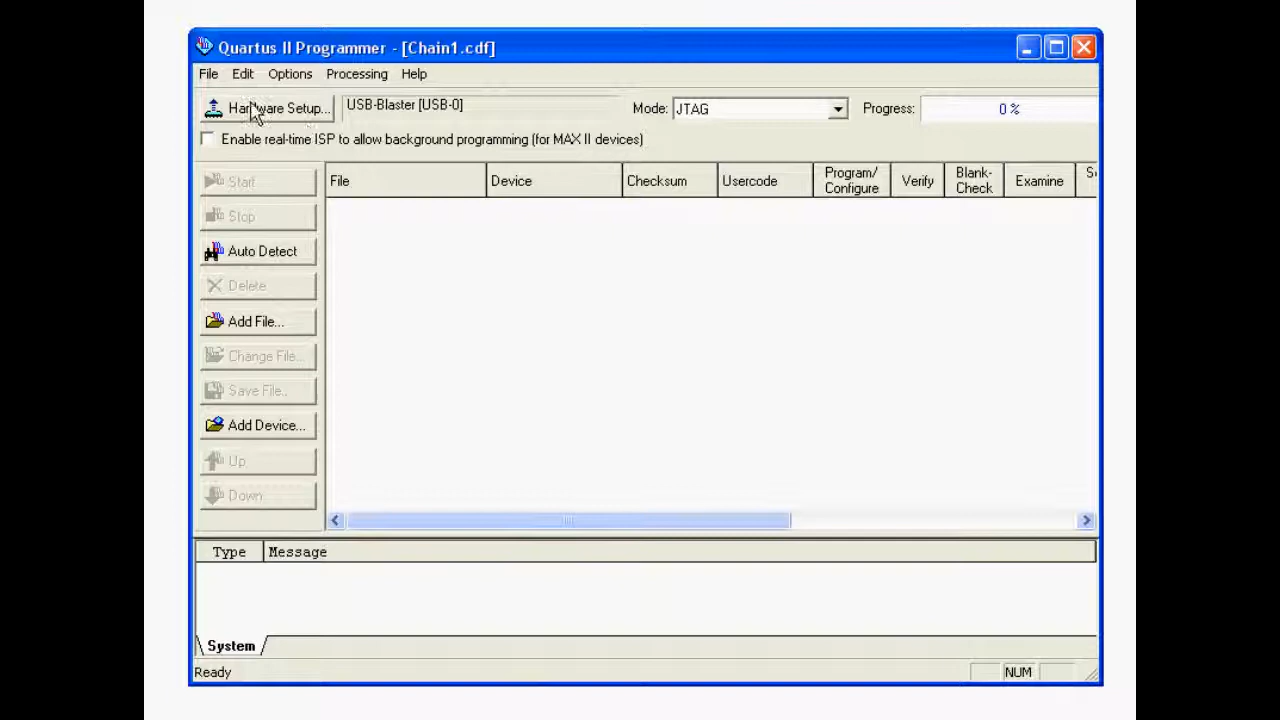 Quartus II Programmer - [Chain1.cdf]
File Edit Options Processing Help
Hardware Setup... USB-Blaster [USB-0] Mode: JTAG Progress: 0 %
Enable real-time ISP to allow background programming (for MAX II devices)
Start
Stop
Auto Detect
Delete
Add File...
Change File...
Save File...
Add Device...
Up
Down
File Device Checksum Usercode Program/ Configure Verify Blank- Check Examine
Type Message
System
Ready NUM